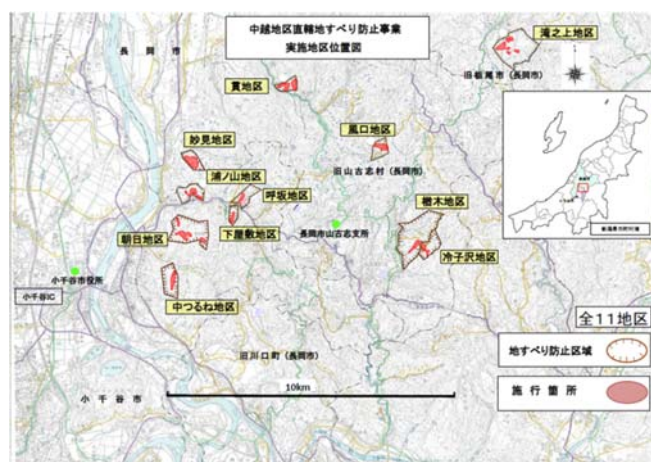 中越地区直轄地すべり防止事業
実施地区位置図
長岡市
滝之上地区
旧栃尾市(長岡市)
貫地区
風口地区
妙見地区
旧山古志村(長岡市)
浦ノ山地区
呼坂地区
楢木地区
朝日地区
下屋敷地区
長岡市山古志支所
冷子沢地区
小千谷市役所
小千谷IC
中つるね地区
全11地区
旧川口町(長岡市)
地すべり防止区域
10km
施行箇所
小千谷市